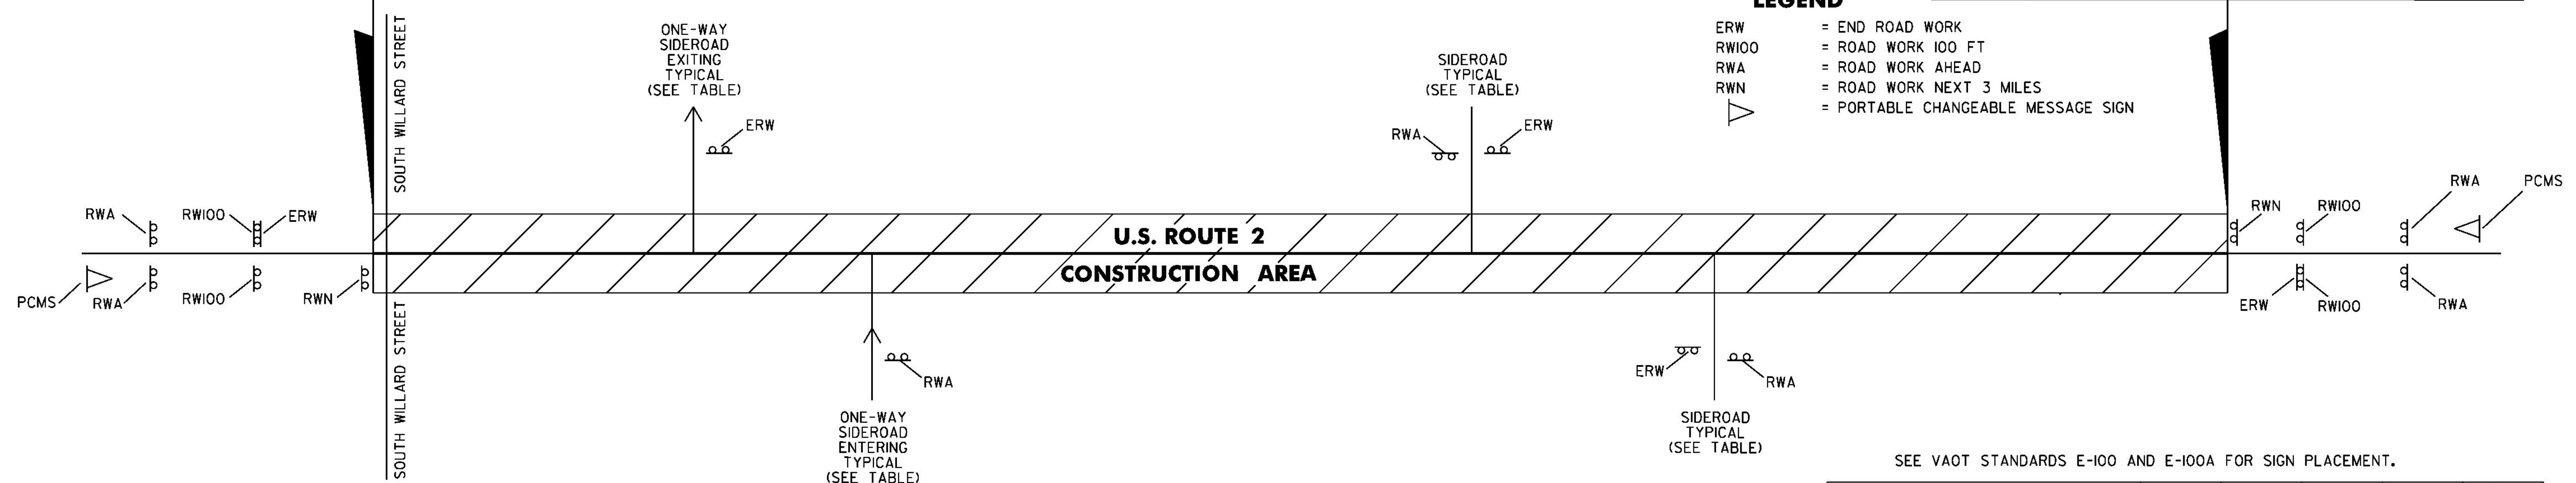 LEGEND
ERW = END ROAD WORK
RW100 = ROAD WORK 100 FT
RWA = ROAD WORK AHEAD
RWN = ROAD WORK NEXT 3 MILES
= PORTABLE CHANGEABLE MESSAGE SIGN
SOUTH WILLARD STREET
ONE-WAY
SIDEROAD
EXITING
TYPICAL
(SEE TABLE)
ERW
SIDEROAD
TYPICAL
(SEE TABLE)
RWA
ERW
RWA
RW100
ERW
U.S. ROUTE 2
CONSTRUCTION AREA
RWN
RW100
RWA
PCMS
PCMS
RWA
RW100
RWN
SOUTH WILLARD STREET
RWA
ONE-WAY
SIDEROAD
ENTERING
TYPICAL
(SEE TABLE)
ERW
RWA
SIDEROAD
TYPICAL
(SEE TABLE)
ERW
RW100
RWA
SEE VAOT STANDARDS E-100 AND E-100A FOR SIGN PLACEMENT.